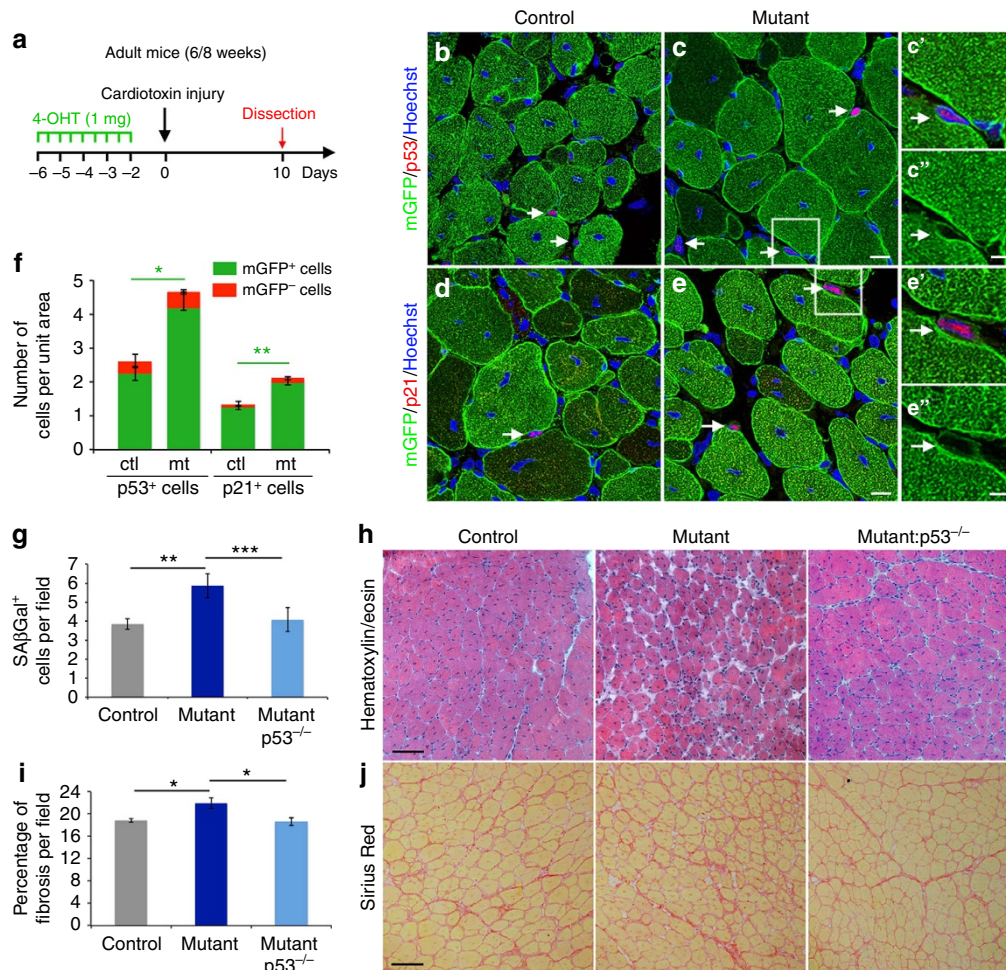 a
Adult mice (6/8 weeks)
Cardiotoxin injury
4-OHT (1 mg)
Dissection
–6 –5 –4 –3 –2 0 10 Days
Control
Mutant
mGFP/p53/Hoechst
b
c
c'
c''
mGFP/p21/Hoechst
d
e
e'
e''
f
mGFP+ cells
mGFP– cells
Number of
cells per unit area
5
4
3
2
1
0
*
**
ctl mt ctl mt
p53+ cells p21+ cells
g
SAβGal+
cells per field
7
6
5
4
3
2
1
0
**
***
Control Mutant Mutant
p53–/–
h
Control Mutant Mutant:p53–/–
Hematoxylin/eosin
i
Percentage of
fibrosis per field
24
20
16
12
8
4
0
*
*
Control Mutant Mutant
p53–/–
j
Sirius Red